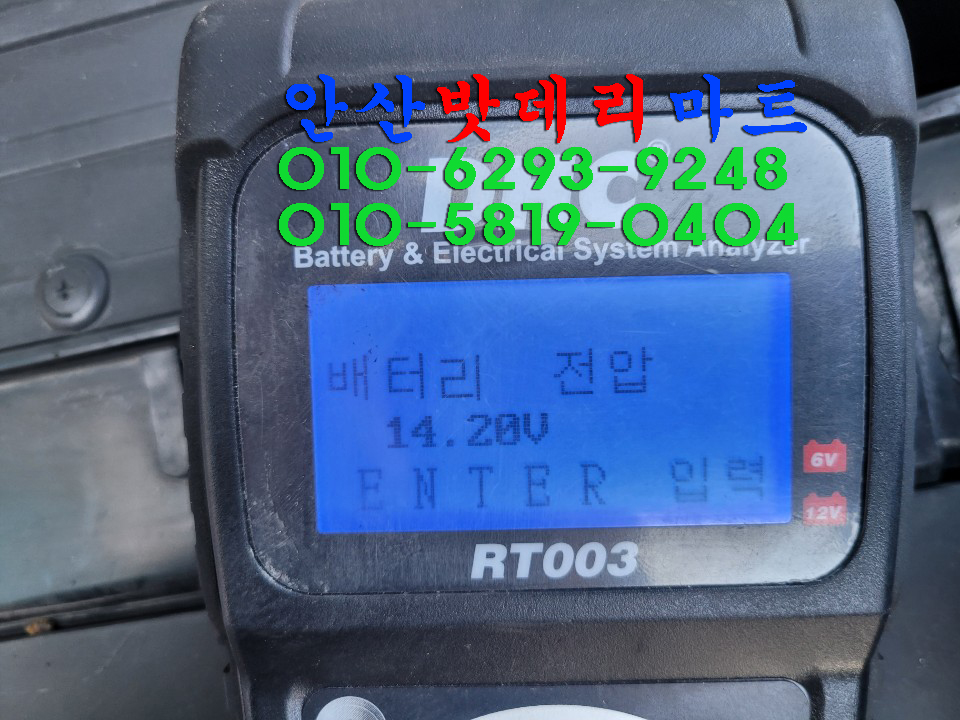 안산밧데리마트
010-6293-9248
010-5819-0404
Battery & Electrical System Analyzer
배터리 전압
14.20V
ENTER 입력
6V
12V
RT003